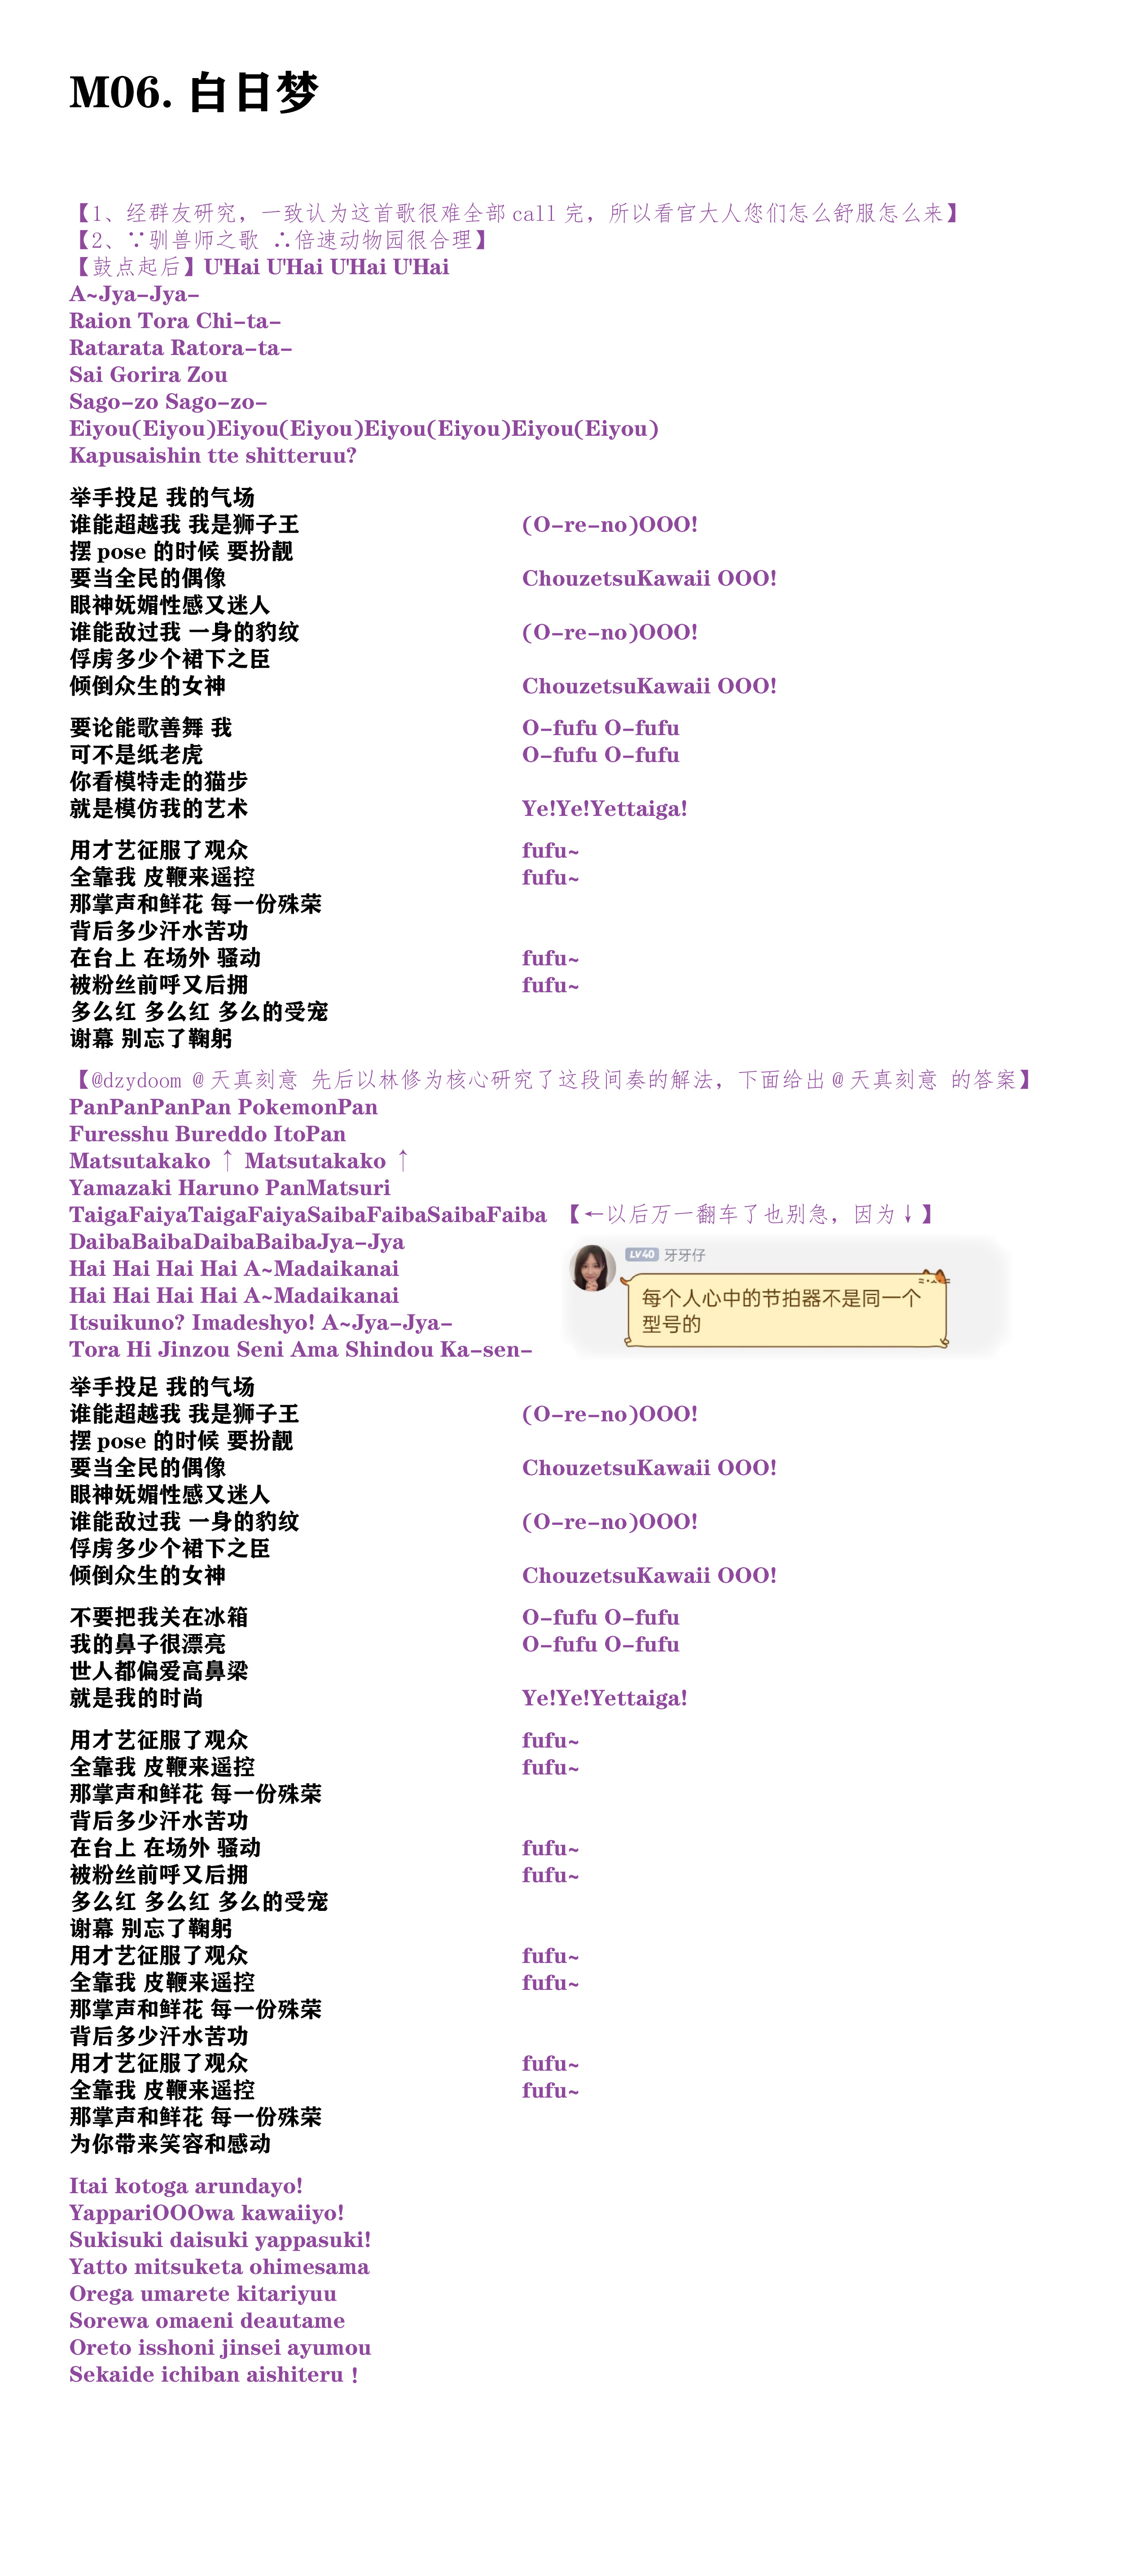 M06. 白日梦
【1、经群友研究，一致认为这首歌很难全部 call 完，所以看官大人您们怎么舒服怎么来】
【2、∵驯兽师之歌 ∴倍速动物园很合理】
【鼓点起后】U'Hai U'Hai U'Hai U'Hai
A~Jya-Jya-
Raion Tora Chi-ta-
Ratarata Ratora-ta-
Sai Gorira Zou
Sago-zo Sago-zo-
Eiyou(Eiyou)Eiyou(Eiyou)Eiyou(Eiyou)Eiyou(Eiyou)
Kapusaishin tte shitteruu?
举手投足 我的气场
谁能超越我 我是狮子王 (O-re-no)OOO!
摆 pose 的时候 要扮靓
要当全民的偶像 ChouzetsuKawaii OOO!
眼神妩媚性感又迷人
谁能敌过我 一身的豹纹 (O-re-no)OOO!
俘虏多少个裙下之臣
倾倒众生的女神 ChouzetsuKawaii OOO!
要论能歌善舞 我 O-fufu O-fufu
可不是纸老虎 O-fufu O-fufu
你看模特走的猫步
就是模仿我的艺术 Ye!Ye!Yettaiga!
用才艺征服了观众 fufu~
全靠我 皮鞭来遥控 fufu~
那掌声和鲜花 每一份殊荣
背后多少汗水苦功
在台上 在场外 骚动 fufu~
被粉丝前呼又后拥 fufu~
多么红 多么红 多么的受宠
谢幕 别忘了鞠躬
【@dzydoom @天真刻意 先后以林修为核心研究了这段间奏的解法，下面给出 @天真刻意 的答案】
PanPanPanPan PokemonPan
Furesshu Bureddo ItoPan
Matsutakako ↑ Matsutakako ↑
Yamazaki Haruno PanMatsuri
TaigaFaiyaTaigaFaiyaSaibaFaibaSaibaFaiba 【←以后万一翻车了也别急，因为↓】
DaibaBaibaDaibaBaibaJya-Jya
LV40 牙牙仔
Hai Hai Hai Hai A~Madaikanai
Hai Hai Hai Hai A~Madaikanai
每个人心中的节拍器不是同一个
型号的
Itsuikuno? Imadeshyo! A~Jya-Jya-
Tora Hi Jinzou Seni Ama Shindou Ka-sen-
举手投足 我的气场
谁能超越我 我是狮子王 (O-re-no)OOO!
摆 pose 的时候 要扮靓
要当全民的偶像 ChouzetsuKawaii OOO!
眼神妩媚性感又迷人
谁能敌过我 一身的豹纹 (O-re-no)OOO!
俘虏多少个裙下之臣
倾倒众生的女神 ChouzetsuKawaii OOO!
不要把我关在冰箱 O-fufu O-fufu
我的鼻子很漂亮 O-fufu O-fufu
世人都偏爱高鼻梁
就是我的时尚 Ye!Ye!Yettaiga!
用才艺征服了观众 fufu~
全靠我 皮鞭来遥控 fufu~
那掌声和鲜花 每一份殊荣
背后多少汗水苦功
在台上 在场外 骚动 fufu~
被粉丝前呼又后拥 fufu~
多么红 多么红 多么的受宠
谢幕 别忘了鞠躬
用才艺征服了观众 fufu~
全靠我 皮鞭来遥控 fufu~
那掌声和鲜花 每一份殊荣
背后多少汗水苦功
用才艺征服了观众 fufu~
全靠我 皮鞭来遥控 fufu~
那掌声和鲜花 每一份殊荣
为你带来笑容和感动
Itai kotoga arundayo!
YappariOOOwa kawaiiyo!
Sukisuki daisuki yappasuki!
Yatto mitsuketa ohimesama
Orega umarete kitariyuu
Sorewa omaeni deautame
Oreto isshoni jinsei ayumou
Sekaide ichiban aishiteru！